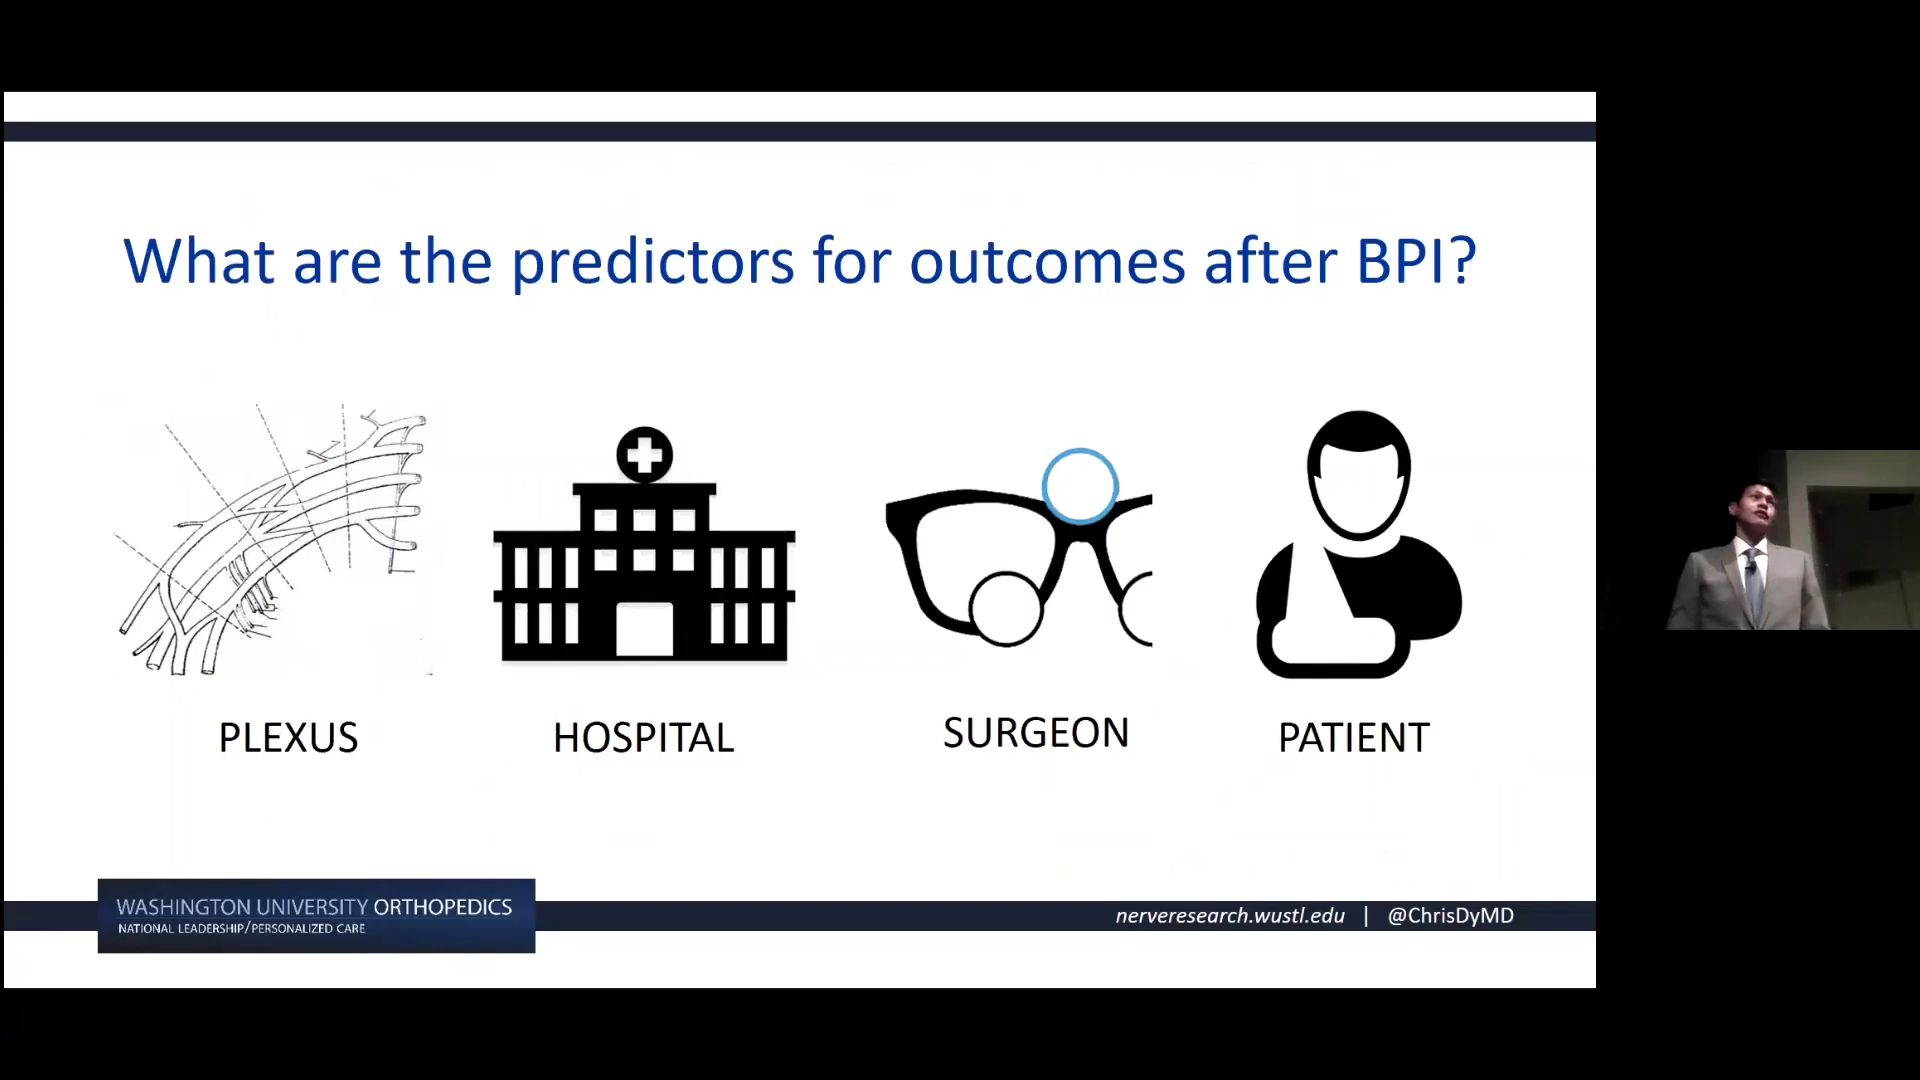 What are the predictors for outcomes after BPI?
PLEXUS
HOSPITAL
SURGEON
PATIENT
WASHINGTON UNIVERSITY ORTHOPEDICS
NATIONAL LEADERSHIP/PERSONALIZED CARE
nerveresearch.wustl.edu | @ChrisDyMD